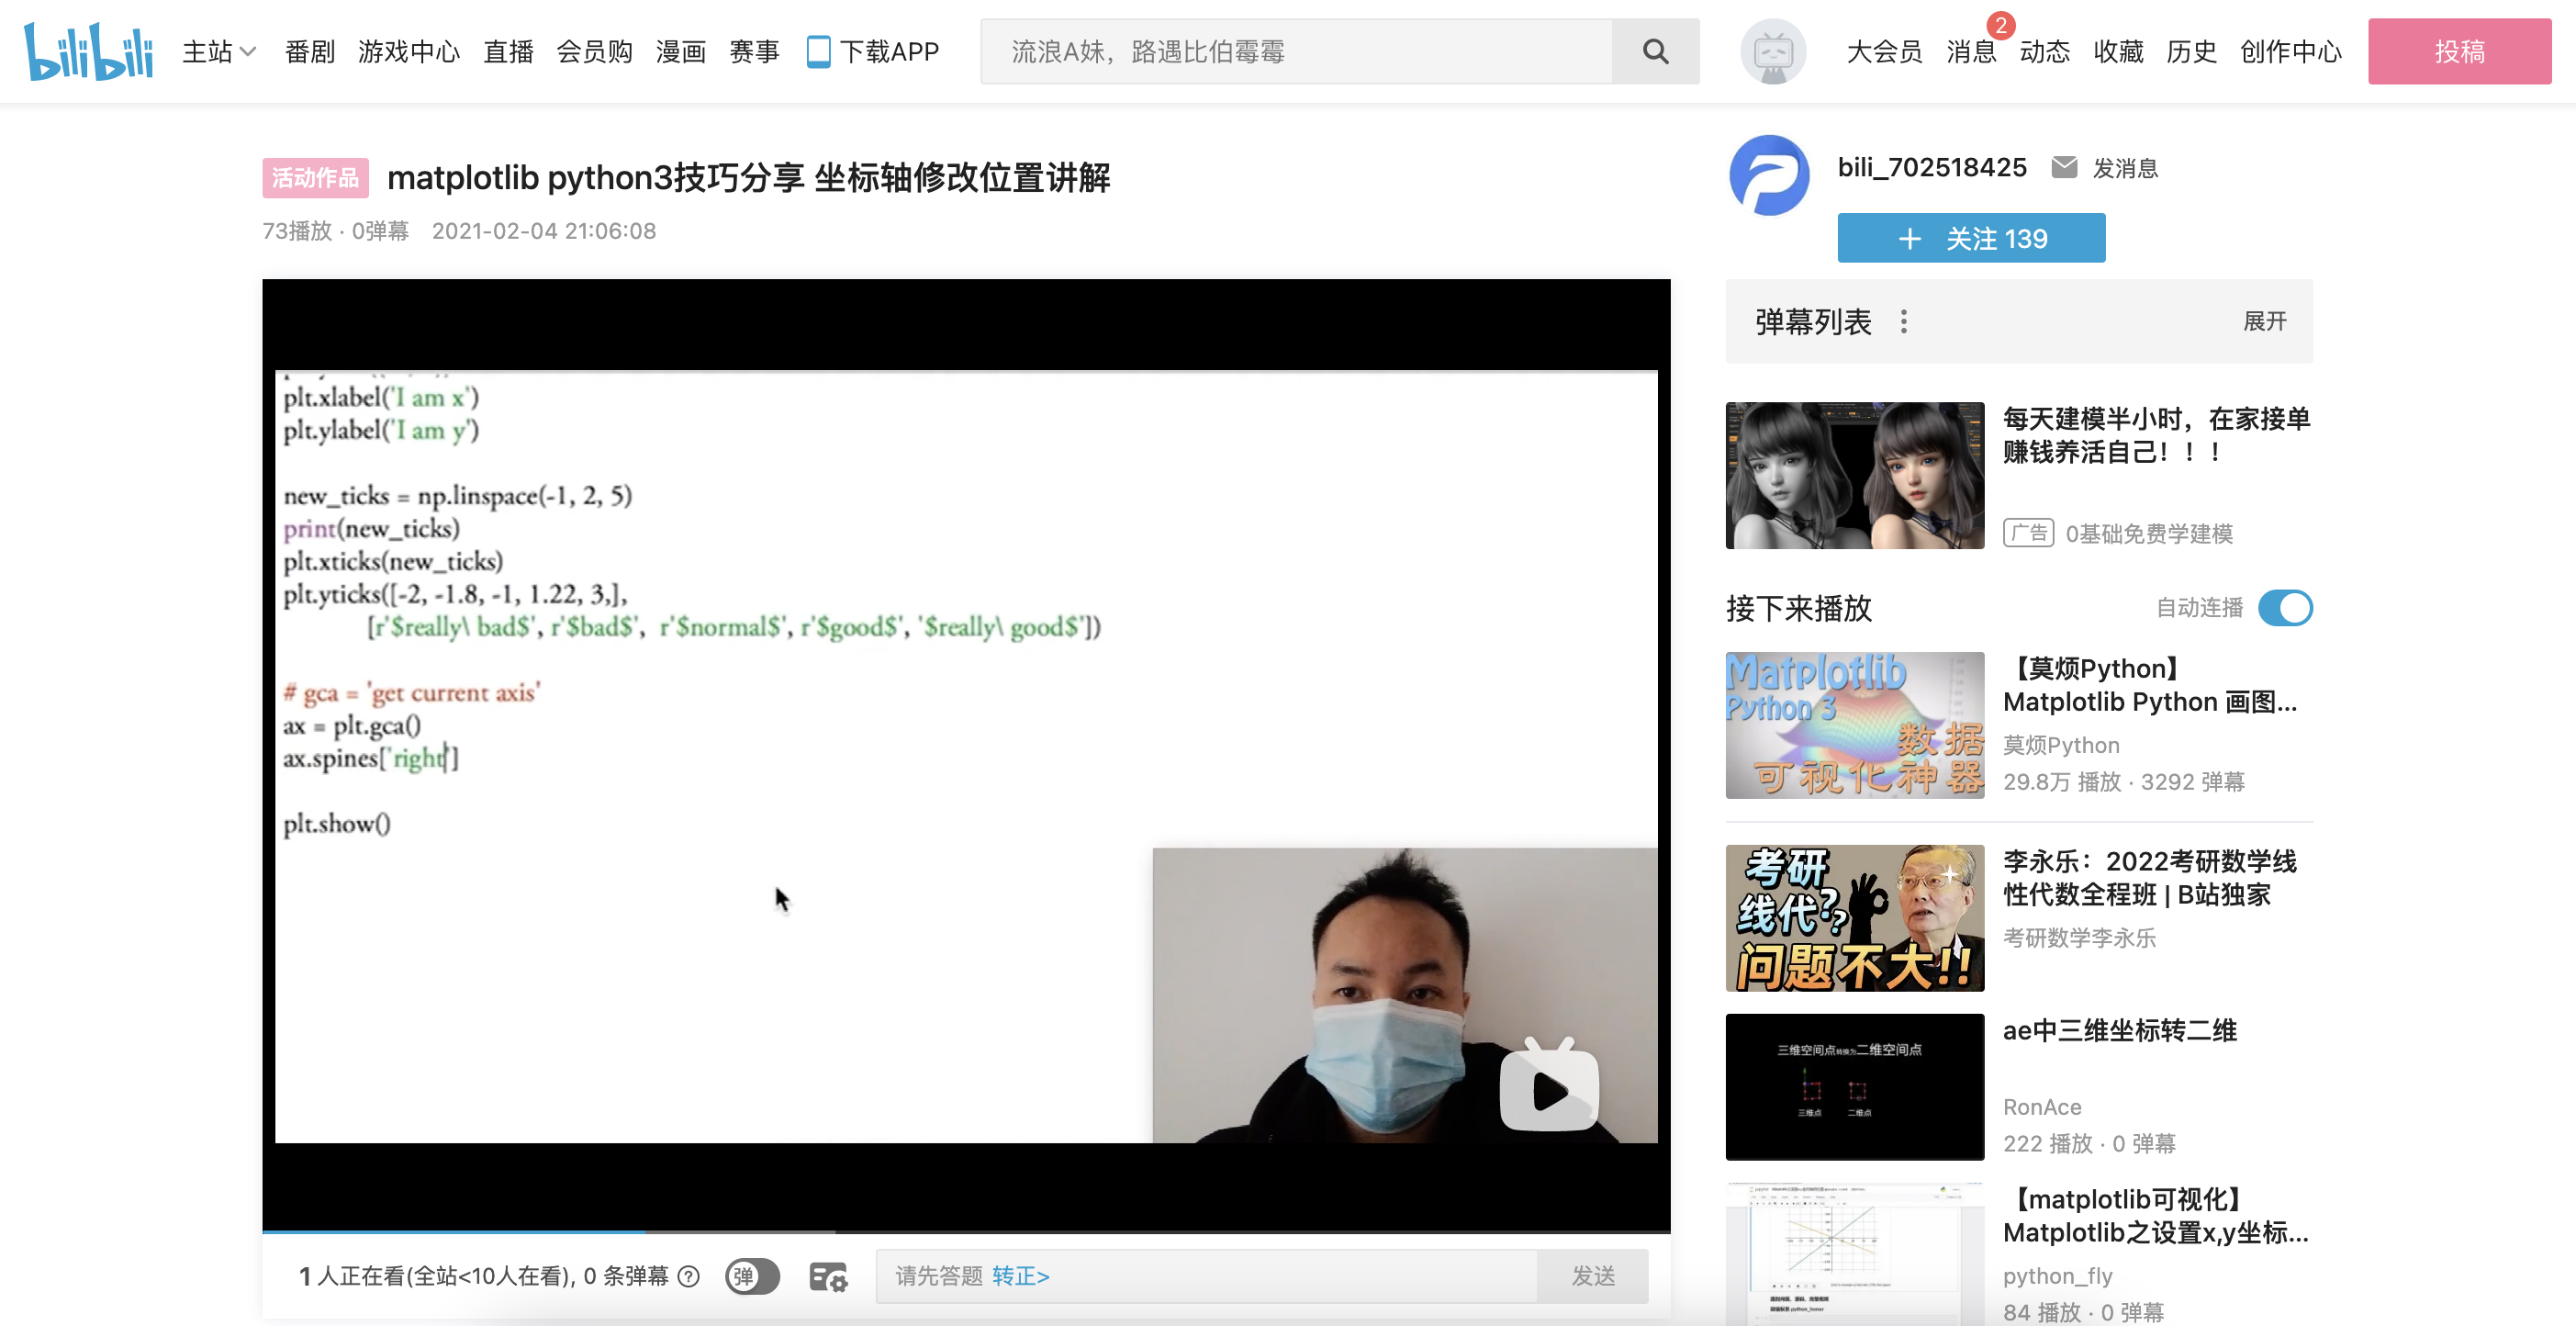 bilibili
主站 番剧 游戏中心 直播 会员购 漫画 赛事 下载APP
流浪A妹，路遇比伯霉霉
大会员 消息 2 动态 收藏 历史 创作中心 投稿
活动作品 matplotlib python3技巧分享 坐标轴修改位置讲解
73播放 · 0弹幕 2021-02-04 21:06:08
plt.xlabel('I am x')
plt.ylabel('I am y')
new_ticks = np.linspace(-1, 2, 5)
print(new_ticks)
plt.xticks(new_ticks)
plt.yticks([-2, -1.8, -1, 1.22, 3,],
[r'$really\ bad$', r'$bad$', r'$normal$', r'$good$', '$really\ good$'])
# gca = 'get current axis'
ax = plt.gca()
ax.spines['right']
plt.show()
1 人正在看(全站<10人在看), 0 条弹幕 ?
弹
请先答题 转正>
发送
bili_702518425 发消息
+ 关注 139
弹幕列表 展开
每天建模半小时，在家接单
赚钱养活自己！！！
广告 0基础免费学建模
接下来播放 自动连播
Matplotlib
Python 3
数据
可视化神器
【莫烦Python】
Matplotlib Python 画图...
莫烦Python
29.8万 播放 · 3292 弹幕
考研
线代??
问题不大!!
李永乐：2022考研数学线
性代数全程班 | B站独家
考研数学李永乐
三维空间点转换为二维空间点
三维点 二维点
ae中三维坐标转二维
RonAce
222 播放 · 0 弹幕
【matplotlib可视化】
Matplotlib之设置x,y坐标...
python_fly
84 播放 · 0 弹幕